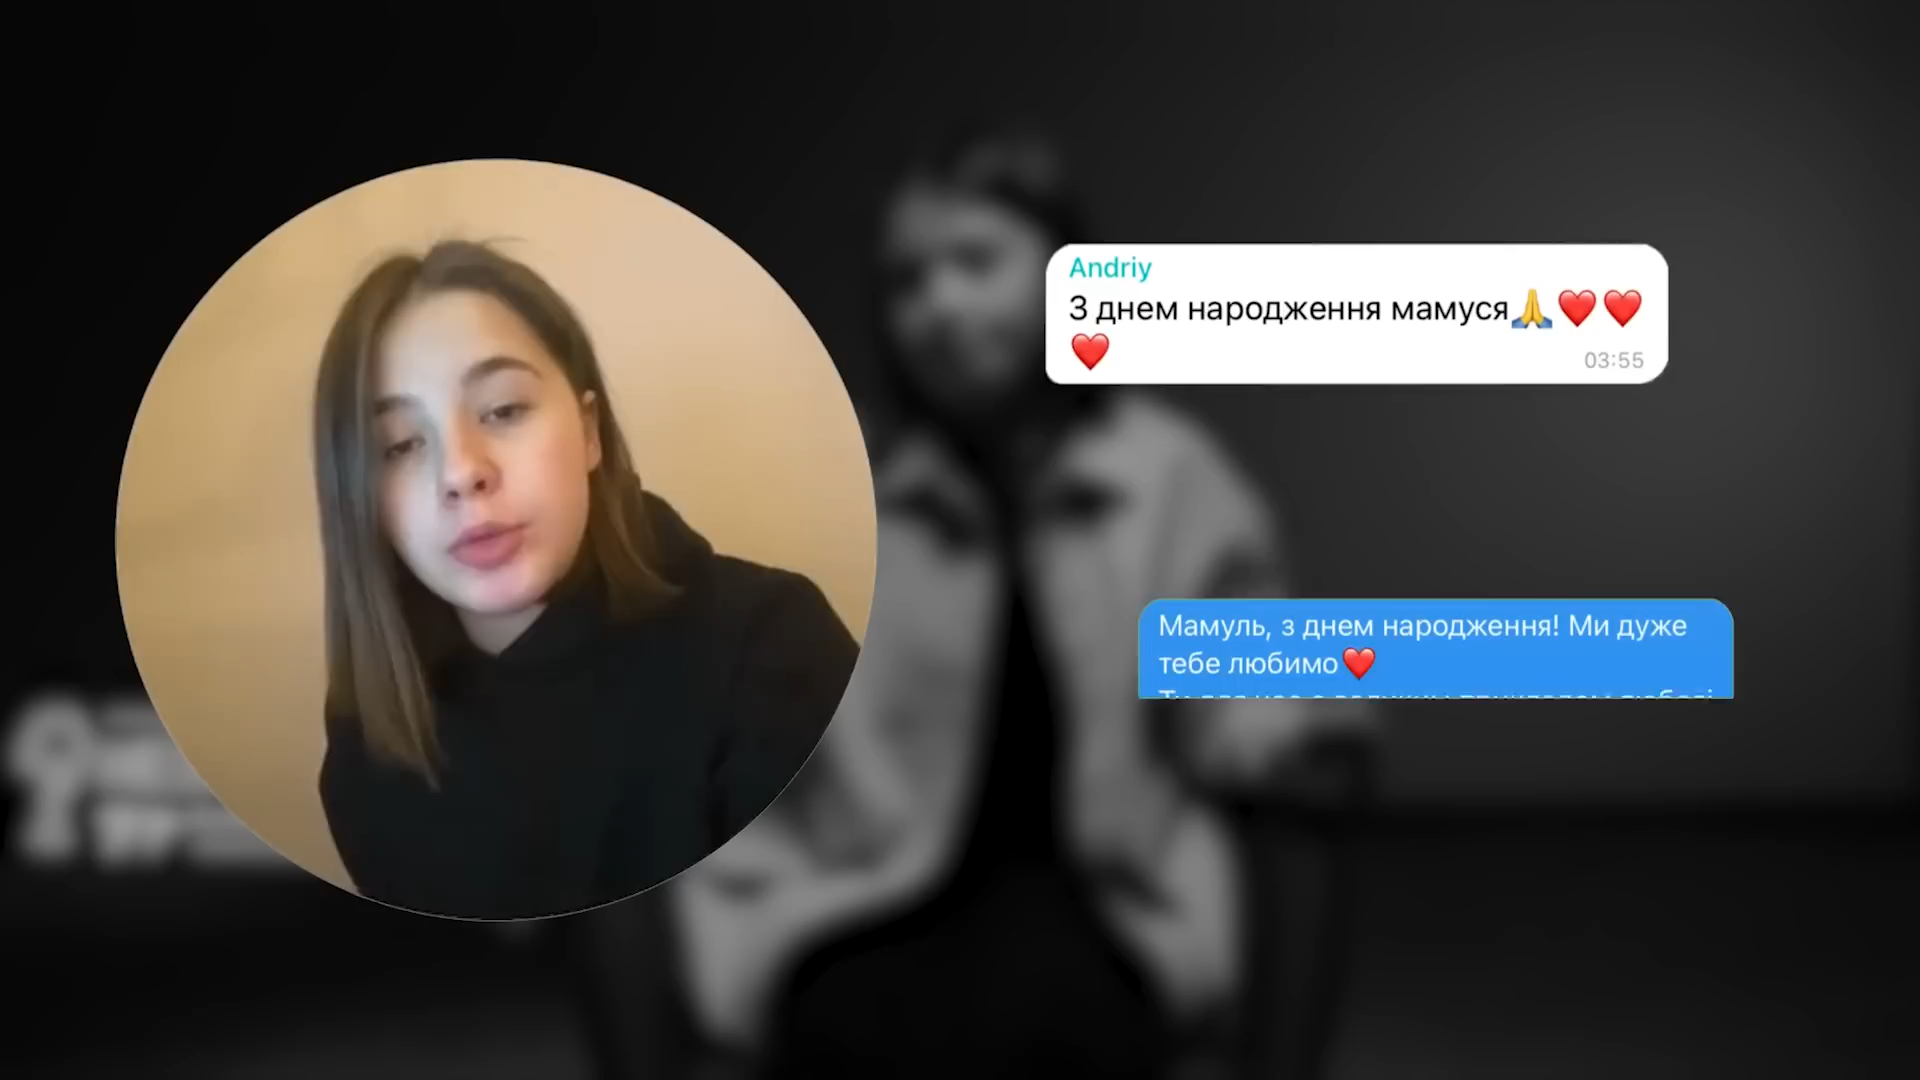 Andriy
З днем народження мамуся🙏❤️❤️
❤️
03:55
Мамуль, з днем народження! Ми дуже
тебе любимо❤️